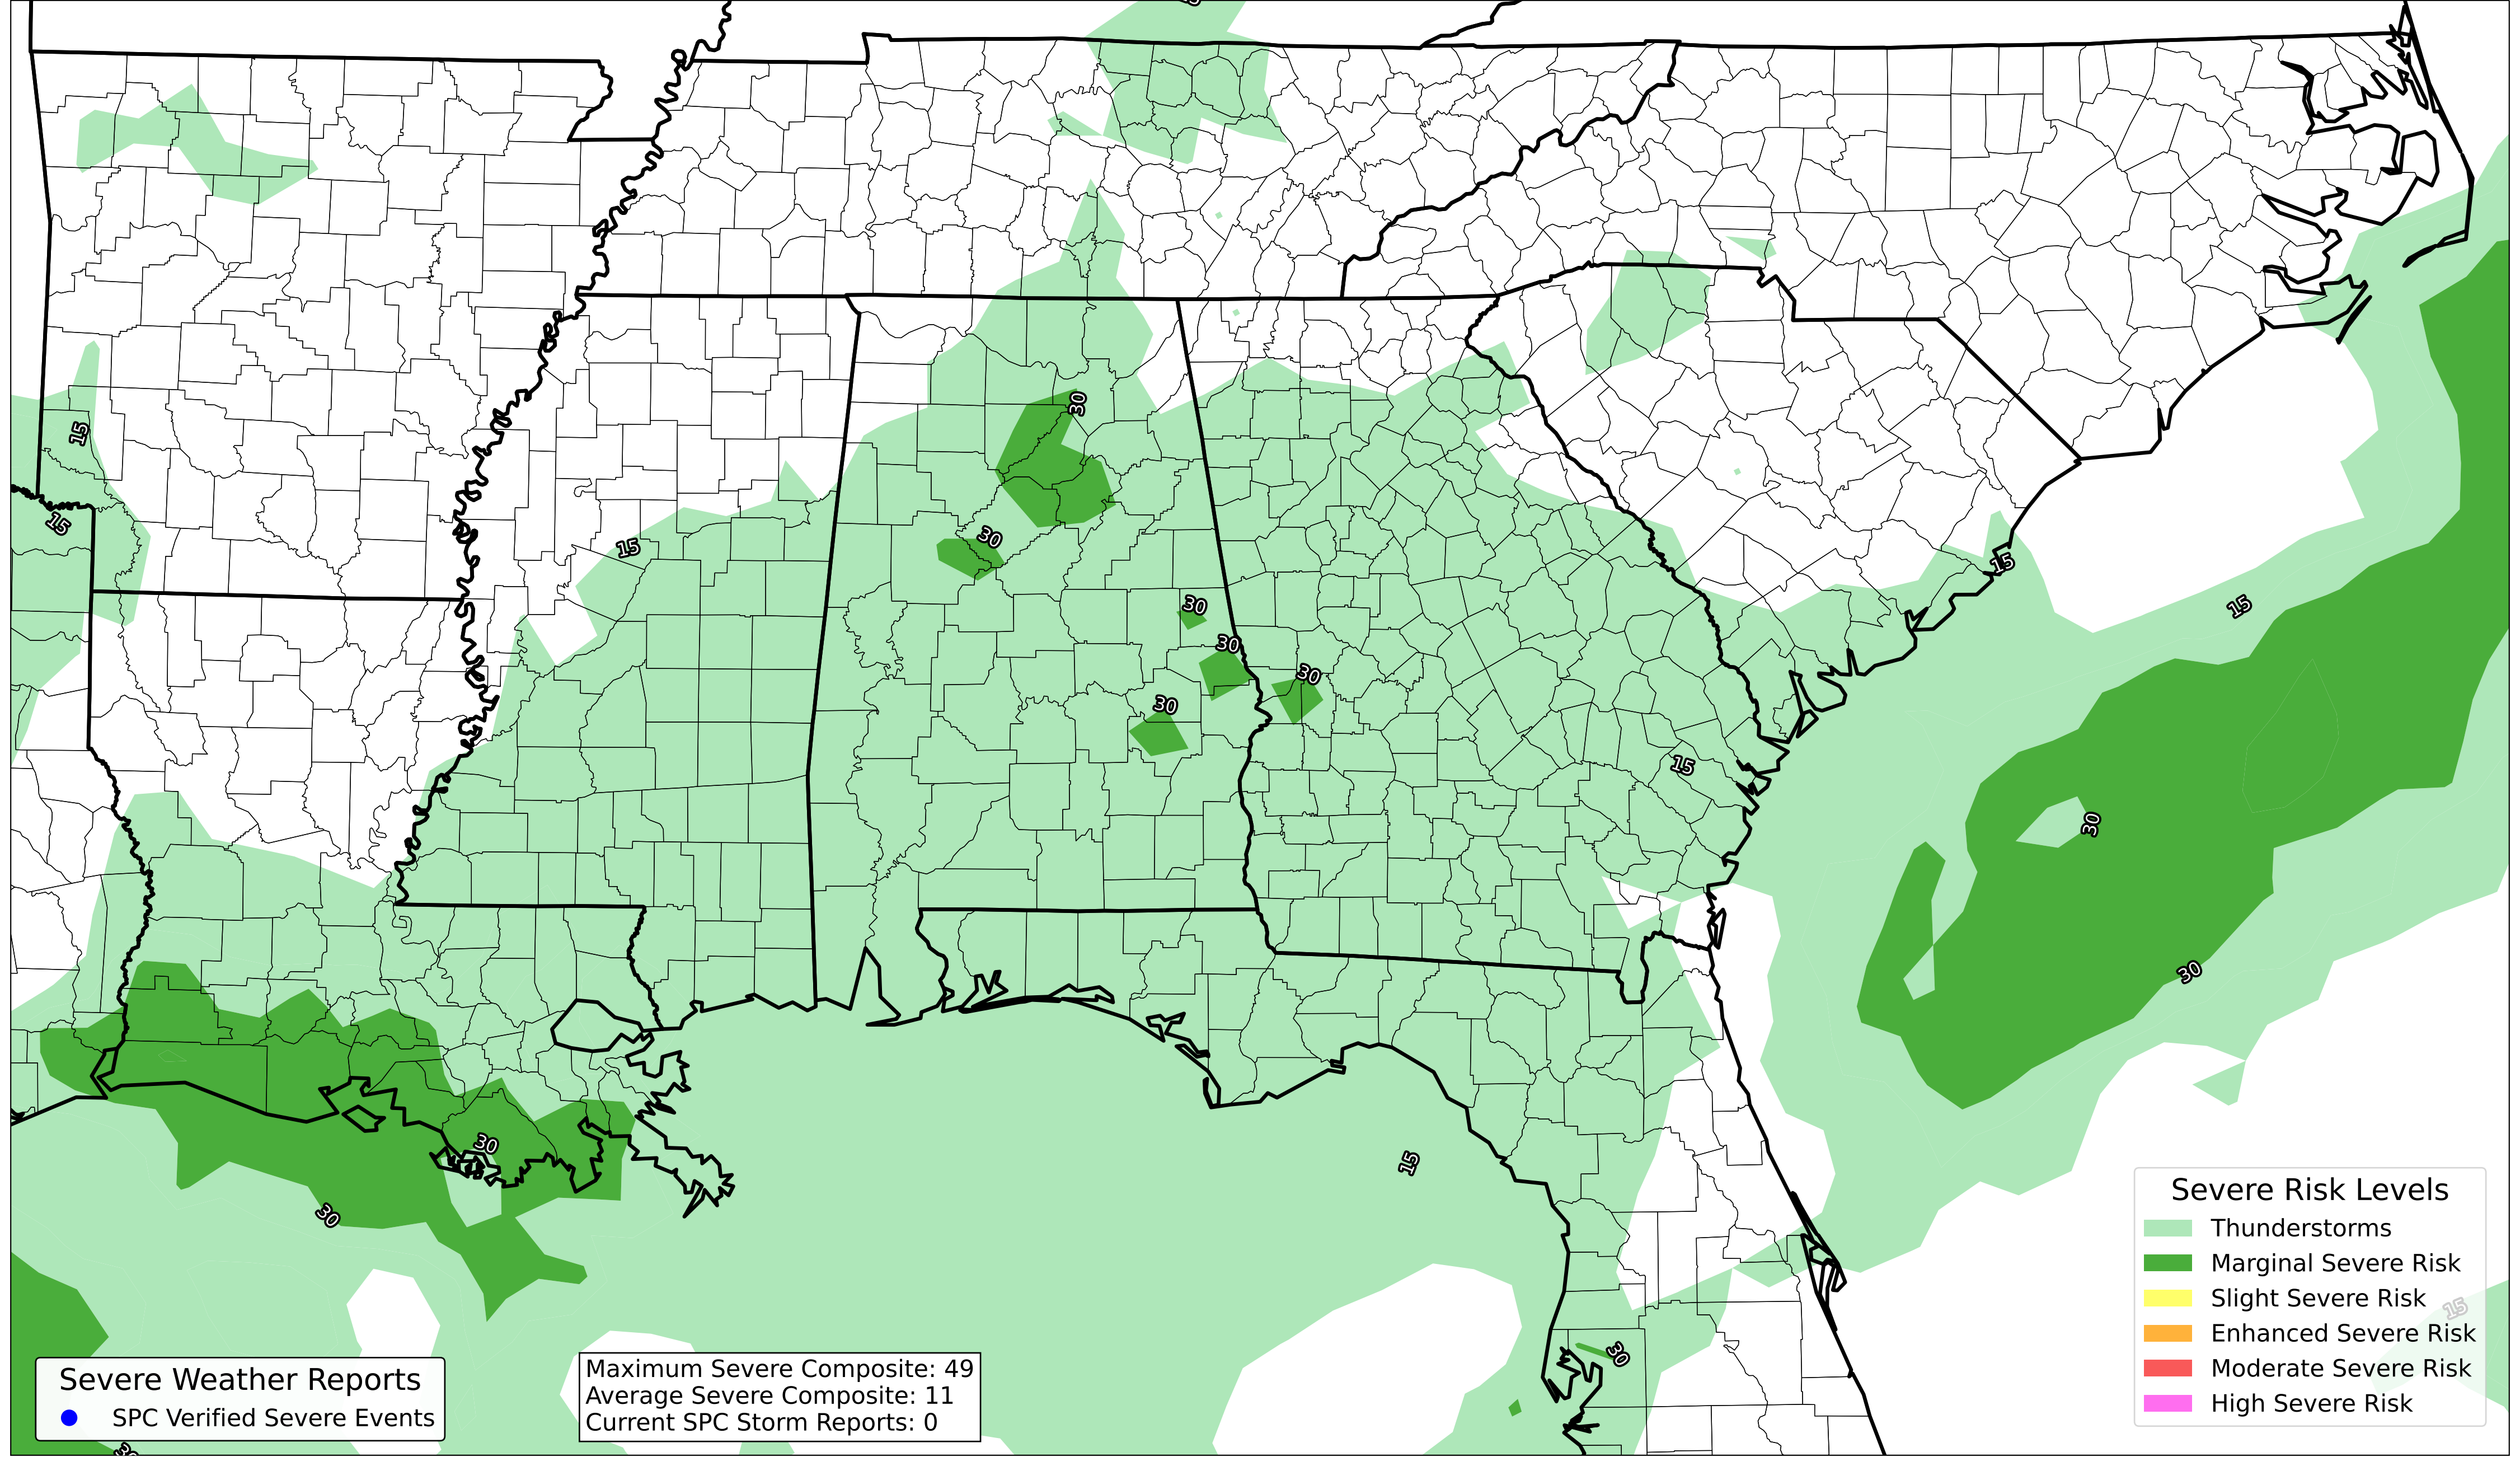 30
15
15
15
30
30
30
30
30
15
15
15
30
30
30
30
15
15
30
30
Severe Risk Levels
Thunderstorms
Marginal Severe Risk
Slight Severe Risk
Enhanced Severe Risk
Moderate Severe Risk
High Severe Risk
Severe Weather Reports
SPC Verified Severe Events
Maximum Severe Composite: 49
Average Severe Composite: 11
Current SPC Storm Reports: 0